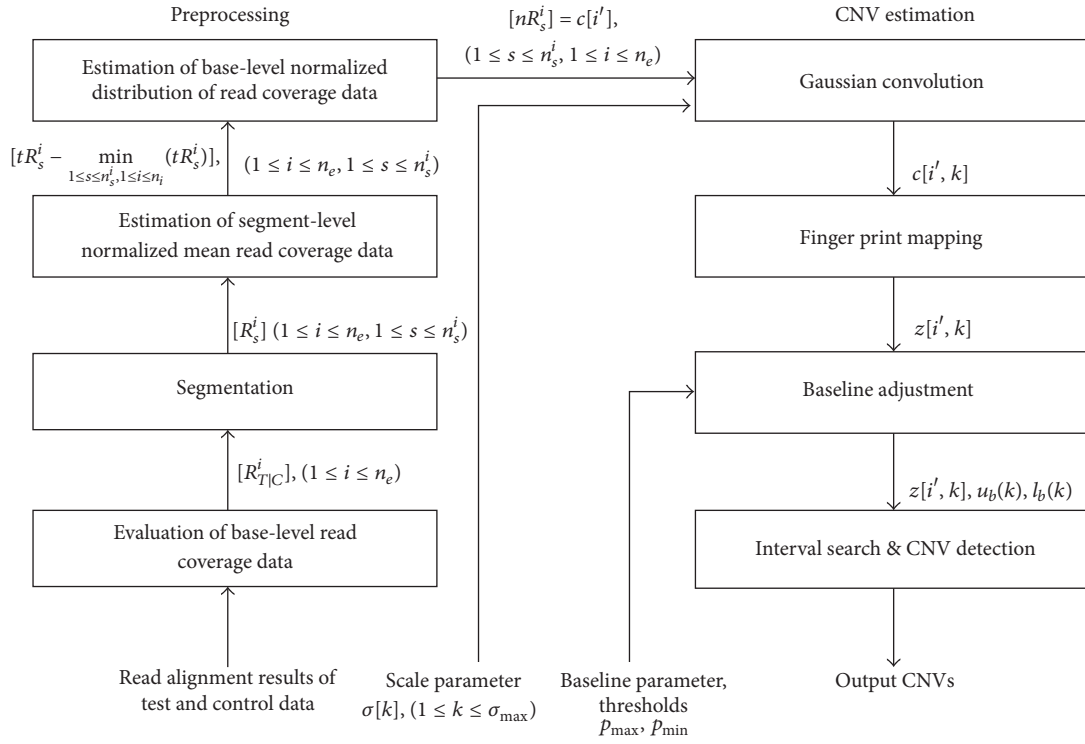 Preprocessing
Estimation of base-level normalized
distribution of read coverage data
[tR_s^i − min_{1≤s≤n_s^i,1≤i≤n_i} (tR_s^i)],
(1 ≤ i ≤ n_e, 1 ≤ s ≤ n_s^i)
Estimation of segment-level
normalized mean read coverage data
[R_s^i] (1 ≤ i ≤ n_e, 1 ≤ s ≤ n_s^i)
Segmentation
[R_{T|C}^i], (1 ≤ i ≤ n_e)
Evaluation of base-level read
coverage data
Read alignment results of
test and control data
[nR_s^i] = c[i′],
(1 ≤ s ≤ n_s^i, 1 ≤ i ≤ n_e)
Scale parameter
σ[k], (1 ≤ k ≤ σ_max)
Baseline parameter,
thresholds
p_max, p_min
CNV estimation
Gaussian convolution
c[i′, k]
Finger print mapping
z[i′, k]
Baseline adjustment
z[i′, k], u_b(k), l_b(k)
Interval search & CNV detection
Output CNVs